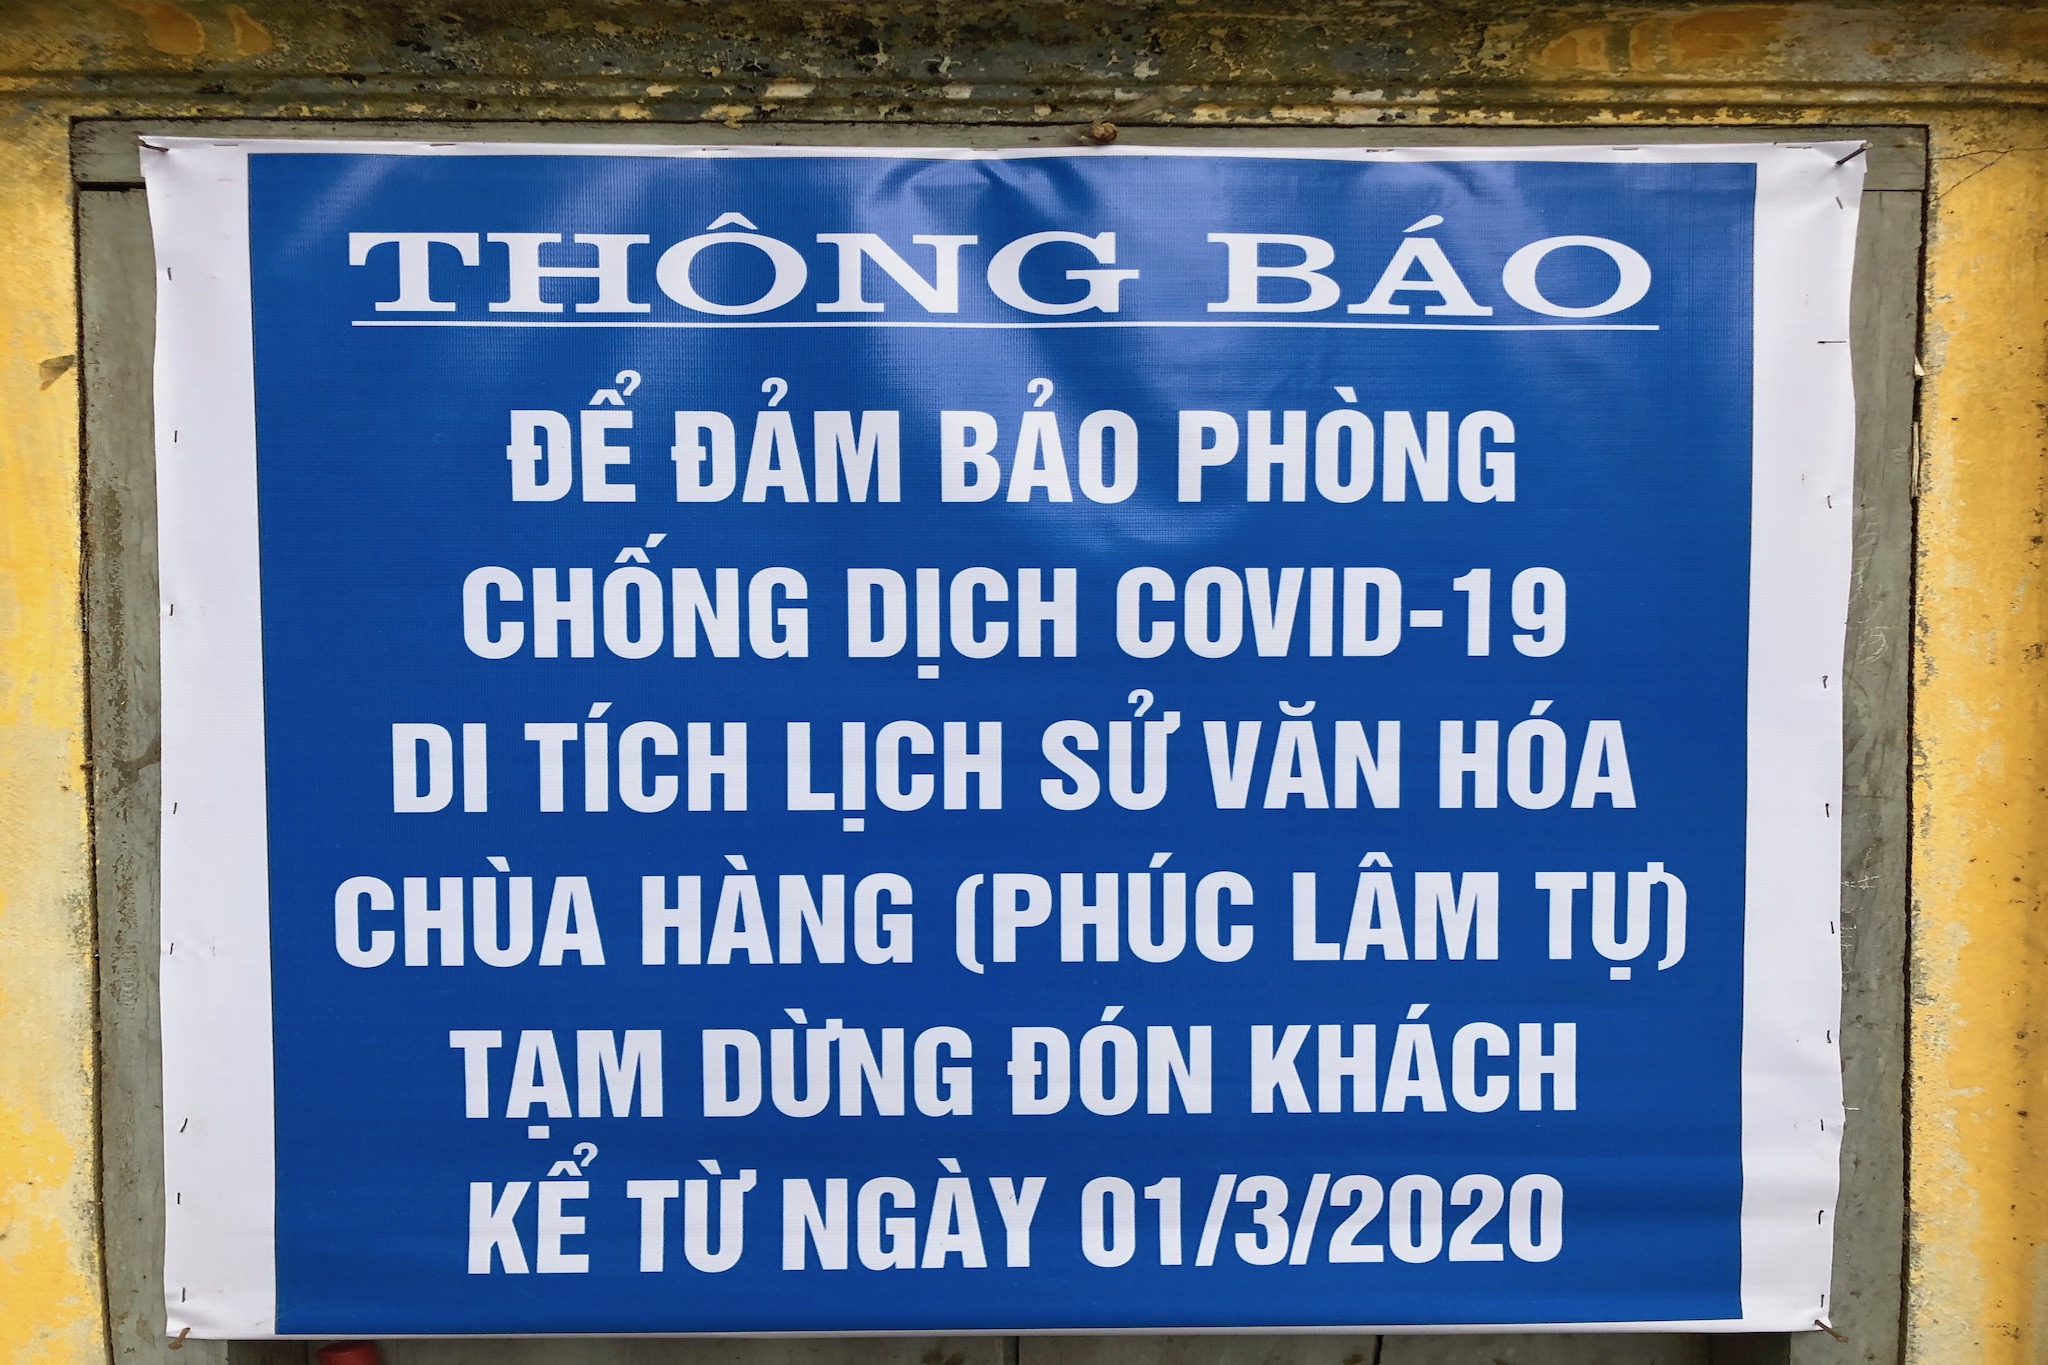 THÔNG BÁO
ĐỂ ĐẢM BẢO PHÒNG
CHỐNG DỊCH COVID-19
DI TÍCH LỊCH SỬ VĂN HÓA
CHÙA HÀNG (PHÚC LÂM TỰ)
TẠM DỪNG ĐÓN KHÁCH
KỂ TỪ NGÀY 01/3/2020